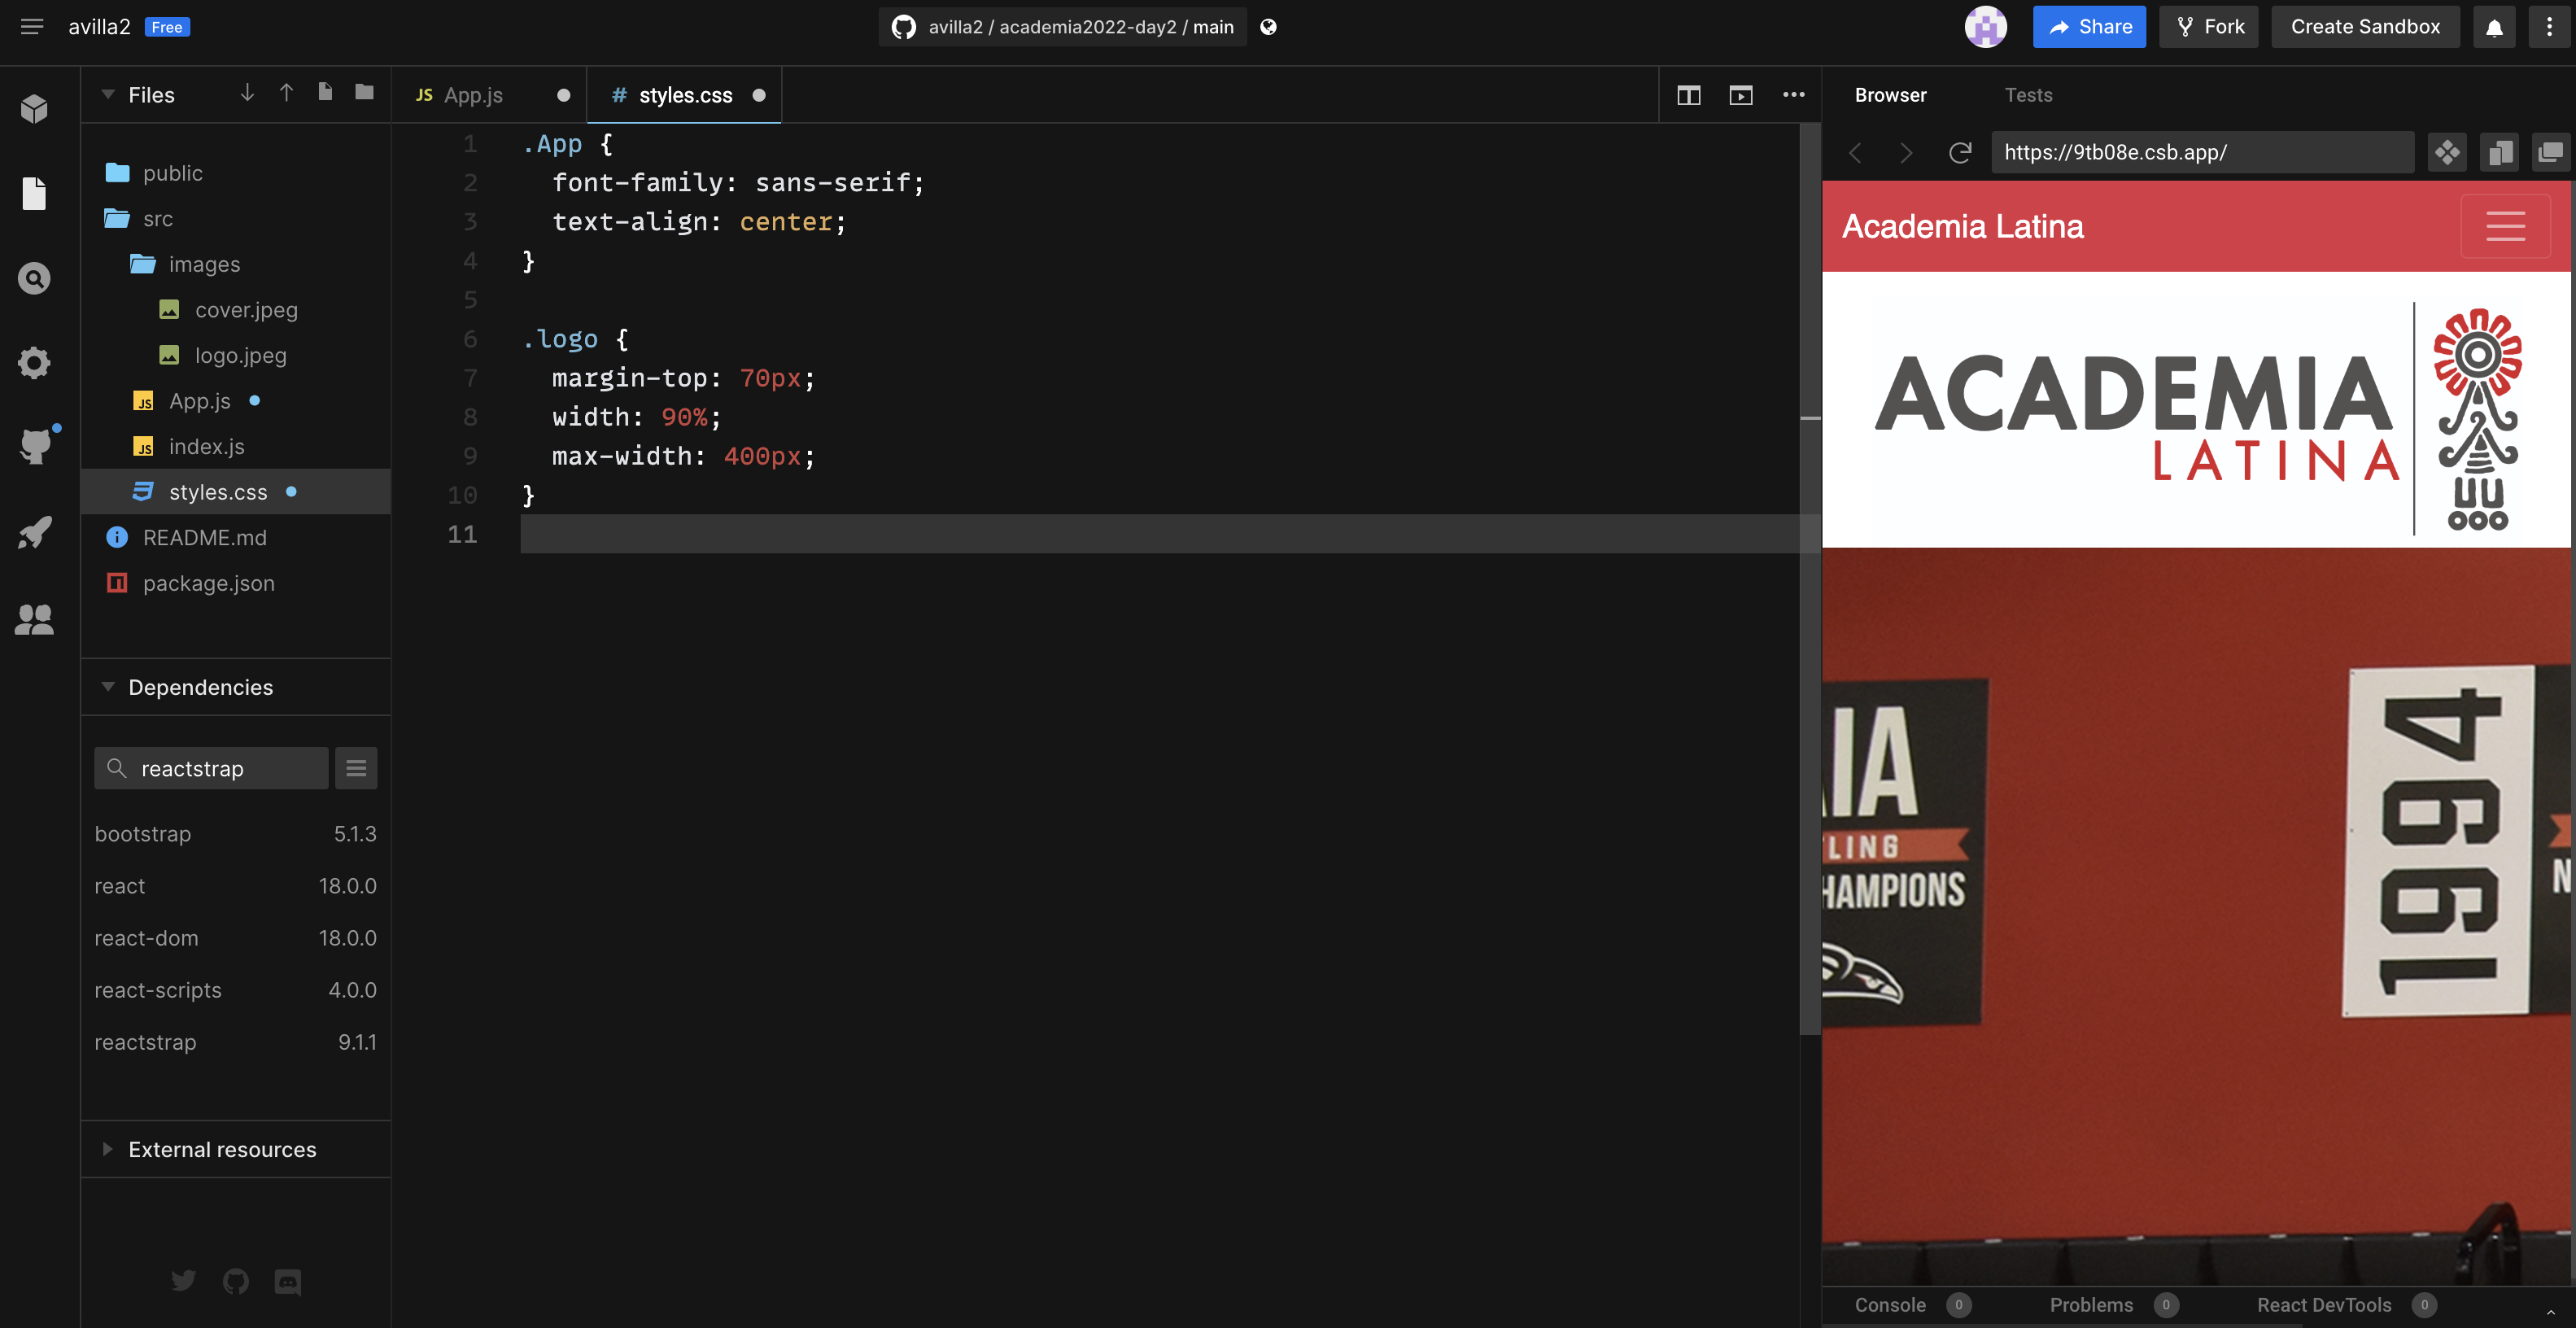 avilla2 Free
avilla2 / academia2022-day2 / main
Share
Fork
Create Sandbox
Files
public
src
images
cover.jpeg
logo.jpeg
JS App.js
JS index.js
styles.css
README.md
package.json
Dependencies
reactstrap
bootstrap 5.1.3
react 18.0.0
react-dom 18.0.0
react-scripts 4.0.0
reactstrap 9.1.1
External resources
JS App.js
# styles.css
1 .App {
2 font-family: sans-serif;
3 text-align: center;
4 }
5
6 .logo {
7 margin-top: 70px;
8 width: 90%;
9 max-width: 400px;
10 }
11
Browser Tests
https://9tb08e.csb.app/
Academia Latina
ACADEMIA
LATINA
IA
LING
HAMPIONS
1994
N
Console 0 Problems 0 React DevTools 0